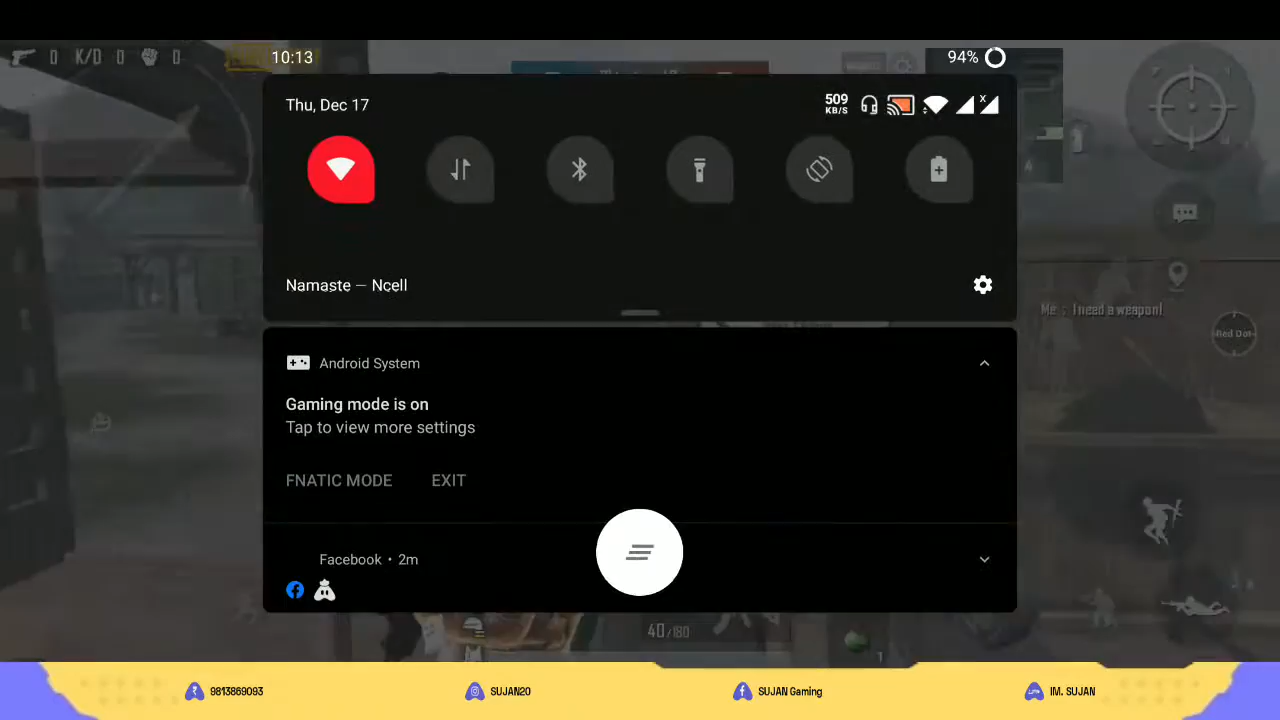 0 K/D 0 0
10:13
94%
Thu, Dec 17
509
KB/S
X
Namaste — Ncell
Me : I need a weapon!
Red Dot
Android System
Gaming mode is on
Tap to view more settings
FNATIC MODE EXIT
Facebook • 2m
40/180
1
9813869093 SUJAN20 SUJAN Gaming IM. SUJAN